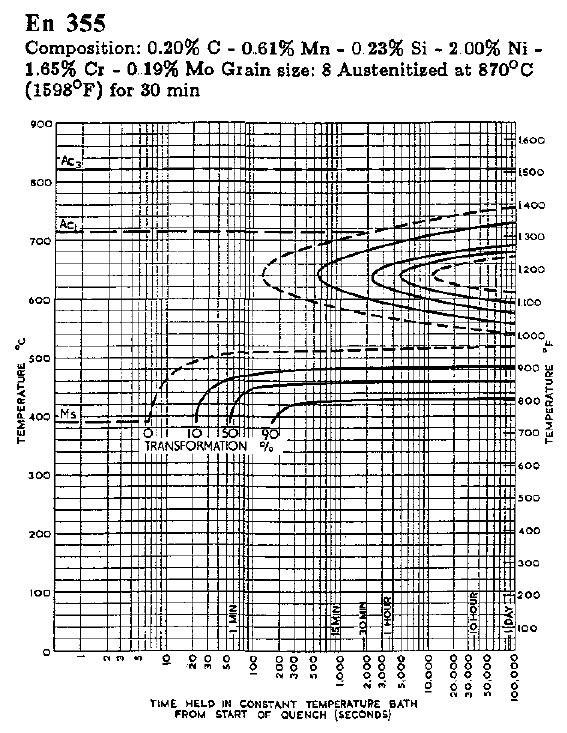 En 355
Composition: 0.20% C - 0.61% Mn - 0.23% Si - 2.00% Ni -
1.65% Cr - 0.19% Mo Grain size: 8 Austenitized at 870°C
(1598°F) for 30 min
900
800
700
600
500
400
300
200
100
0
TEMPERATURE °C
Ac3
Ac1
Ms
0 10 50 90
TRANSFORMATION %
1 MIN
15 MIN
30 MIN
1 HOUR
10 HOUR
1 DAY
1600
1500
1400
1300
1200
1100
1000
900
800
700
600
500
400
300
200
100
TEMPERATURE °F
1 2 3 5 10 20 30 50 100 200 300 500 1,000 2,000 3,000 5,000 10,000 20,000 30,000 50,000 100,000
TIME HELD IN CONSTANT TEMPERATURE BATH
FROM START OF QUENCH (SECONDS)